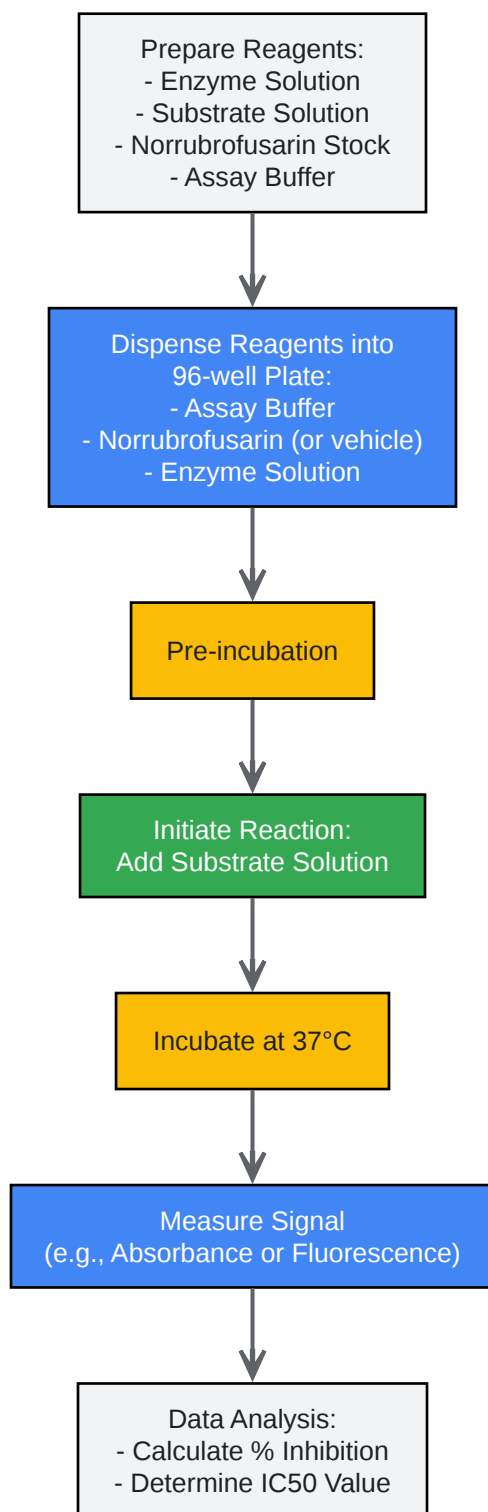 Prepare Reagents:
- Enzyme Solution
- Substrate Solution
- Norrubrofusarin Stock
- Assay Buffer
Dispense Reagents into
96-well Plate:
- Assay Buffer
- Norrubrofusarin (or vehicle)
- Enzyme Solution
Pre-incubation
Initiate Reaction:
Add Substrate Solution
Incubate at 37°C
Measure Signal
(e.g., Absorbance or Fluorescence)
Data Analysis:
- Calculate % Inhibition
- Determine IC50 Value